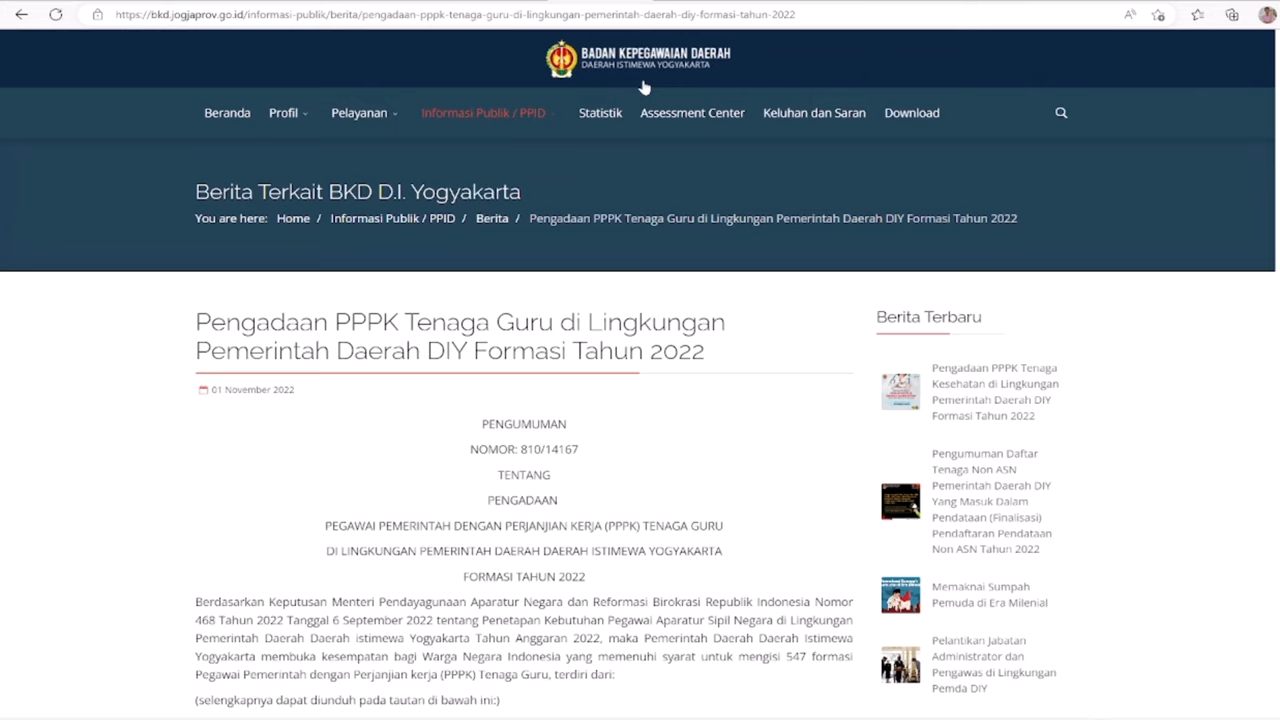 https://bkd.jogjaprov.go.id/informasi-publik/berita/pengadaan-pppk-tenaga-guru-di-lingkungan-pemerintah-daerah-diy-formasi-tahun-2022
BADAN KEPEGAWAIAN DAERAH
DAERAH ISTIMEWA YOGYAKARTA
Beranda Profil Pelayanan Informasi Publik / PPID Statistik Assessment Center Keluhan dan Saran Download
Berita Terkait BKD D.I. Yogyakarta
You are here: Home / Informasi Publik / PPID / Berita / Pengadaan PPPK Tenaga Guru di Lingkungan Pemerintah Daerah DIY Formasi Tahun 2022
Pengadaan PPPK Tenaga Guru di Lingkungan
Pemerintah Daerah DIY Formasi Tahun 2022
01 November 2022
PENGUMUMAN
NOMOR: 810/14167
TENTANG
PENGADAAN
PEGAWAI PEMERINTAH DENGAN PERJANJIAN KERJA (PPPK) TENAGA GURU
DI LINGKUNGAN PEMERINTAH DAERAH DAERAH ISTIMEWA YOGYAKARTA
FORMASI TAHUN 2022
Berdasarkan Keputusan Menteri Pendayagunaan Aparatur Negara dan Reformasi Birokrasi Republik Indonesia Nomor
468 Tahun 2022 Tanggal 6 September 2022 tentang Penetapan Kebutuhan Pegawai Aparatur Sipil Negara di Lingkungan
Pemerintah Daerah Daerah istimewa Yogyakarta Tahun Anggaran 2022, maka Pemerintah Daerah Daerah Istimewa
Yogyakarta membuka kesempatan bagi Warga Negara Indonesia yang memenuhi syarat untuk mengisi 547 formasi
Pegawai Pemerintah dengan Perjanjian kerja (PPPK) Tenaga Guru, terdiri dari:
(selengkapnya dapat diunduh pada tautan di bawah ini:)
Berita Terbaru
Pengadaan PPPK Tenaga
Kesehatan di Lingkungan
Pemerintah Daerah DIY
Formasi Tahun 2022
Pengumuman Daftar
Tenaga Non ASN
Pemerintah Daerah DIY
Yang Masuk Dalam
Pendataan (Finalisasi)
Pendaftaran Pendataan
Non ASN Tahun 2022
Memaknai Sumpah
Pemuda di Era Milenial
Pelantikan Jabatan
Administrator dan
Pengawas di Lingkungan
Pemda DIY